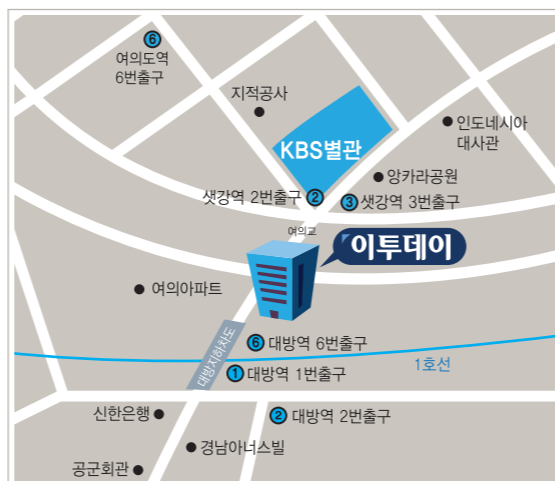 6
여의도역
6번출구
지적공사
KBS별관
인도네시아
대사관
앙카라공원
샛강역 2번출구 2
3 샛강역 3번출구
여의교
이투데이
여의아파트
대방지하차도
6 대방역 6번출구
1호선
1 대방역 1번출구
신한은행
2 대방역 2번출구
경남아너스빌
공군회관